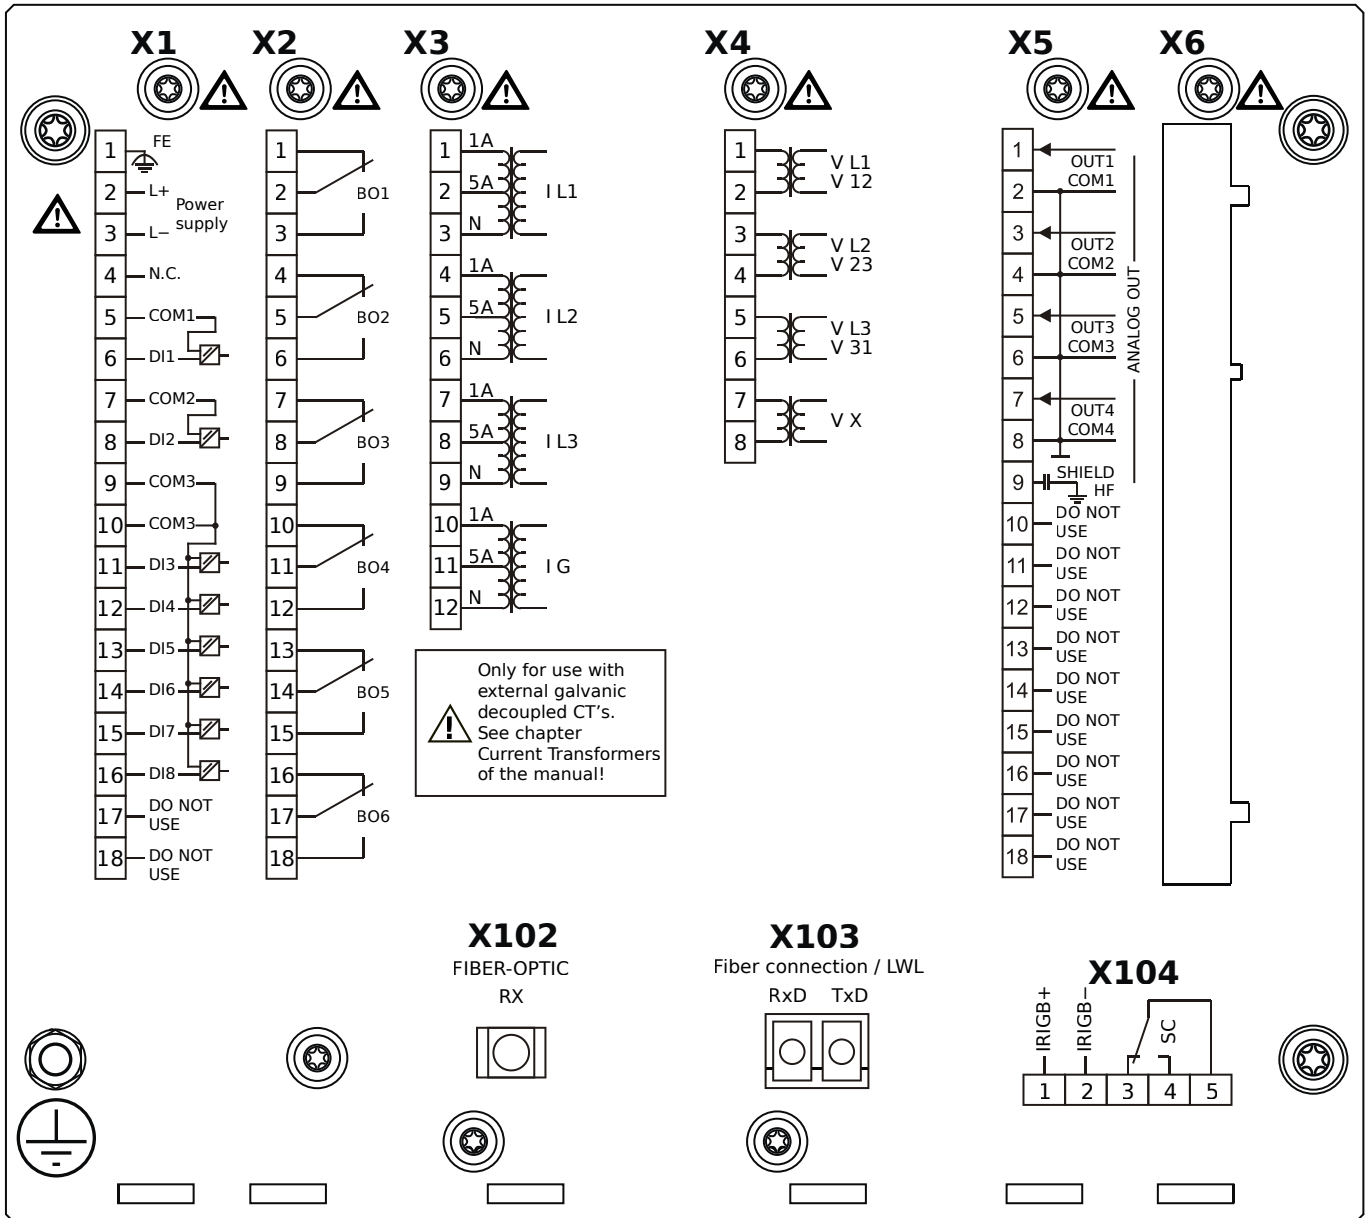 X1
X2
X3
X4
X5
X6
1
FE
2
L+
Power
supply
3
L−
4
N.C.
5
COM1
6
DI1
7
COM2
8
DI2
9
COM3
10
COM3
11
DI3
12
DI4
13
DI5
14
DI6
15
DI7
16
DI8
17
DO NOT
USE
18
DO NOT
USE
1
2
BO1
3
4
5
BO2
6
7
8
BO3
9
10
11
BO4
12
13
14
BO5
15
16
17
BO6
18
1
1A
2
5A
I L1
3
N
4
1A
5
5A
I L2
6
N
7
1A
8
5A
I L3
9
N
10
1A
11
5A
I G
12
N
Only for use with
external galvanic
decoupled CT's.
See chapter
Current Transformers
of the manual!
1
V L1
2
V 12
3
V L2
4
V 23
5
V L3
6
V 31
7
V X
8
1
OUT1
2
COM1
3
OUT2
4
COM2
5
OUT3
6
COM3
7
OUT4
8
COM4
ANALOG OUT
9
SHIELD
HF
10
DO NOT
USE
11
DO NOT
USE
12
DO NOT
USE
13
DO NOT
USE
14
DO NOT
USE
15
DO NOT
USE
16
DO NOT
USE
17
DO NOT
USE
18
DO NOT
USE
X102
FIBER-OPTIC
RX
X103
Fiber connection / LWL
RxD TxD
X104
IRIGB+
IRIGB−
SC
1 2 3 4 5